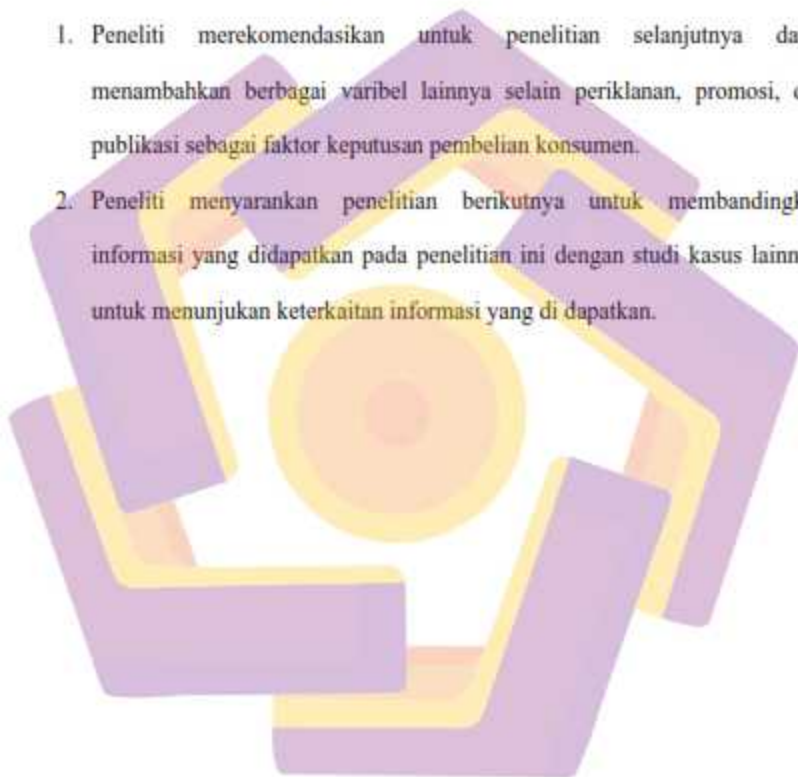 1. Peneliti merekomendasikan untuk penelitian selanjutnya
menambahkan berbagai varibel lainnya selain periklanan, promosi,
publikasi sebagai faktor keputusan pembelian konsumen.
2. Peneliti menyarankan penelitian berikutnya untuk
informasi yang didapatkan pada penelitian ini dengan studi kasus
untuk menunjukan keterkaitan informasi yang di dapatkan.